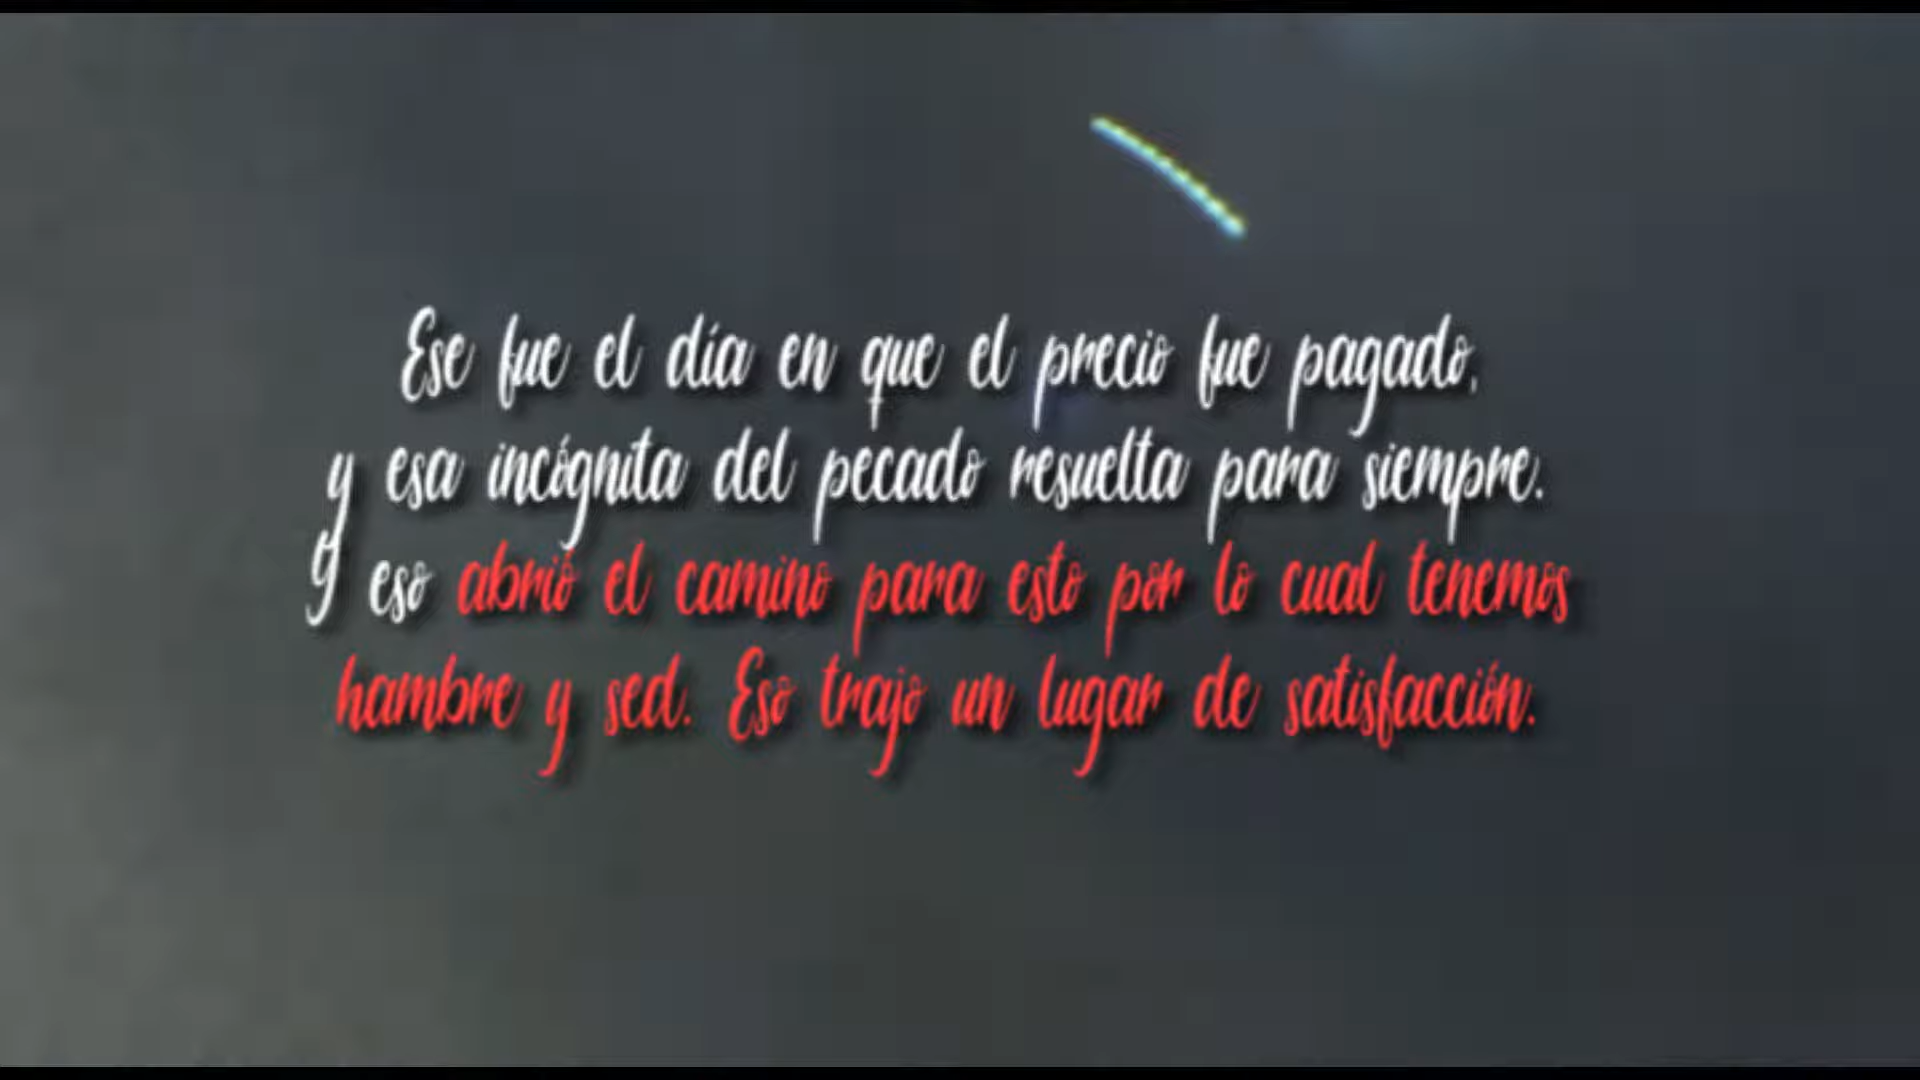 Ese fue el día en que el precio fue pagado,
y esa incógnita del pecado resuelta para siempre.
Y eso abrió el camino para esto por lo cual tenemos
hambre y sed. Eso trajo un lugar de satisfacción.